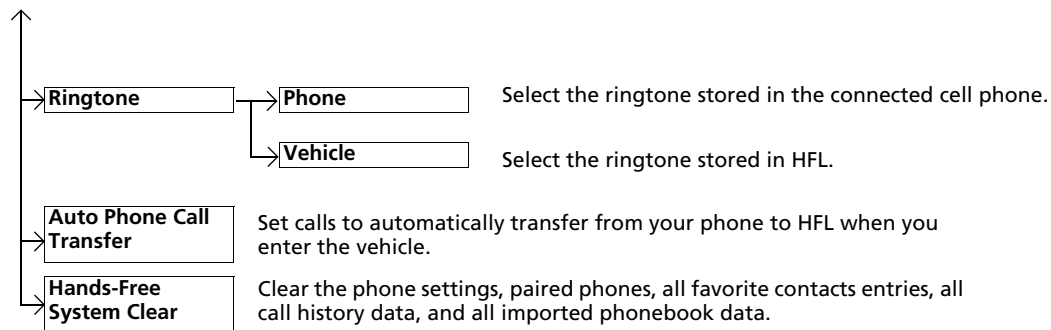 Ringtone
Phone
Select the ringtone stored in the connected cell phone.
Vehicle
Select the ringtone stored in HFL.
Auto Phone Call
Transfer
Set calls to automatically transfer from your phone to HFL when you
enter the vehicle.
Hands-Free
System Clear
Clear the phone settings, paired phones, all favorite contacts entries, all
call history data, and all imported phonebook data.